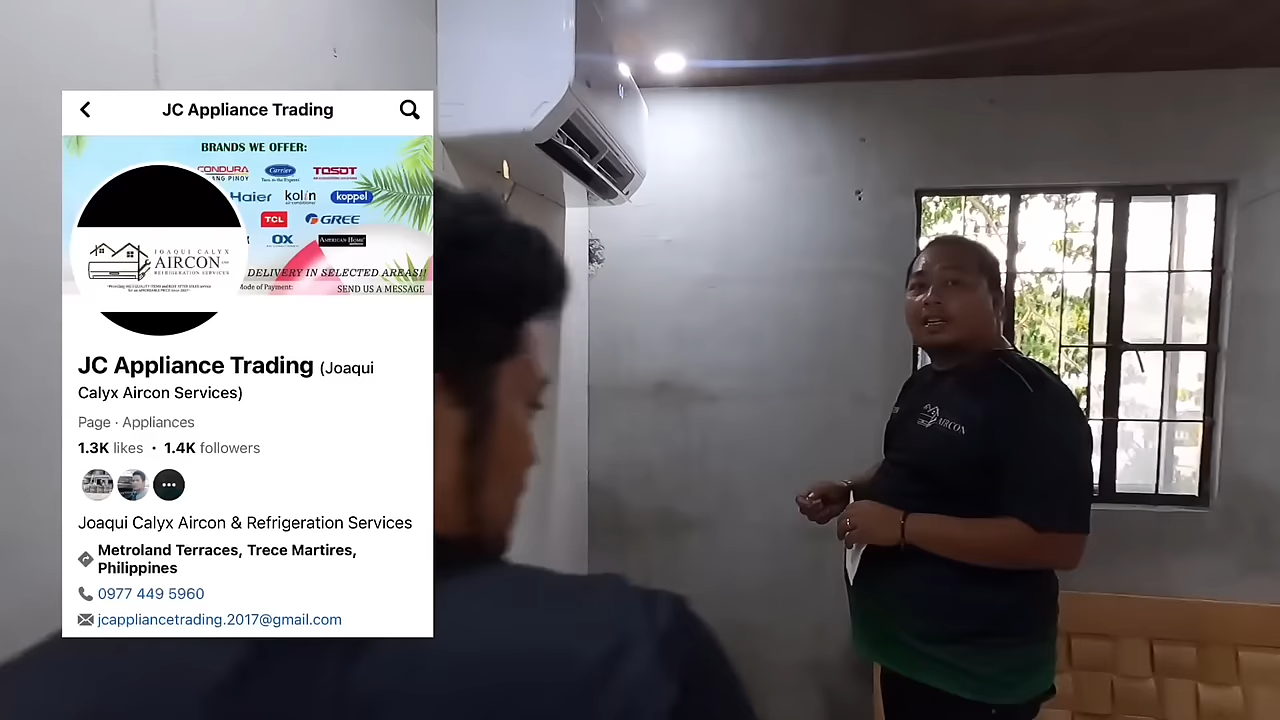 JC Appliance Trading
BRANDS WE OFFER:
CONDURA Carrier TOSOT
ANG PINOY
Haier kolin koppel
TCL GREE
OX AMERICAN HOME
DELIVERY IN SELECTED AREAS!!
Mode of Payment: SEND US A MESSAGE
JOAQUI CALYX
AIRCON AND
REFRIGERATION SERVICES
JC Appliance Trading (Joaqui
Calyx Aircon Services)
Page · Appliances
1.3K likes • 1.4K followers
Joaqui Calyx Aircon & Refrigeration Services
Metroland Terraces, Trece Martires,
Philippines
0977 449 5960
jcappliancetrading.2017@gmail.com
AIRCON